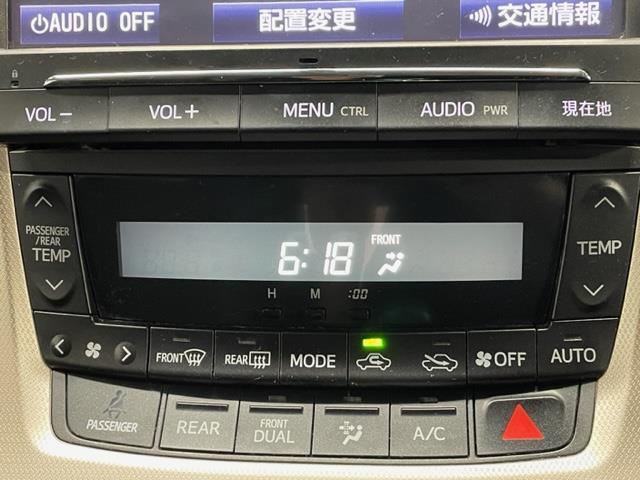 AUDIO OFF 配置変更 交通情報
VOL - VOL + MENU CTRL AUDIO PWR 現在地
PASSENGER
/REAR
TEMP
FRONT
6:18
TEMP
H M :00
FRONT REAR MODE OFF AUTO
PASSENGER REAR FRONT
DUAL A/C